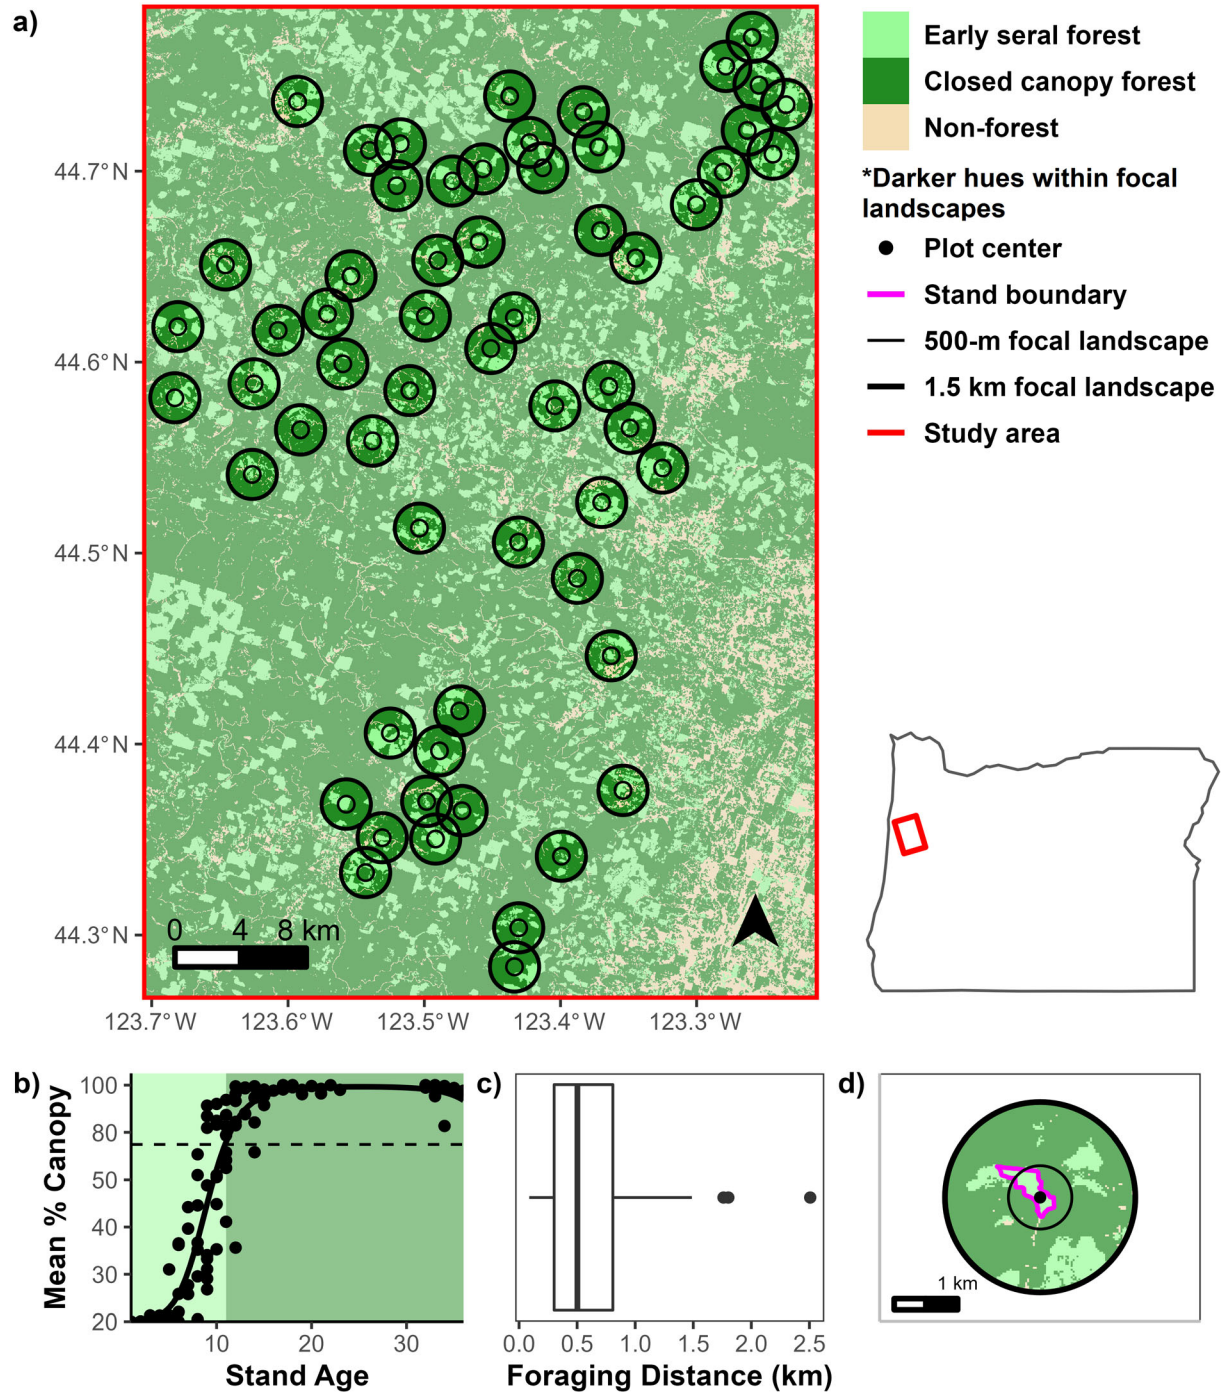 a)
Early seral forest
Closed canopy forest
Non-forest
*Darker hues within focal
landscapes
Plot center
Stand boundary
500-m focal landscape
1.5 km focal landscape
Study area
44.7°N
44.6°N
44.5°N
44.4°N
44.3°N
0 4 8 km
123.7°W 123.6°W 123.5°W 123.4°W 123.3°W
b)
Mean % Canopy
100
80
50
40
30
20
10 20 30
Stand Age
c)
0.0 0.5 1.0 1.5 2.0 2.5
Foraging Distance (km)
d)
1 km